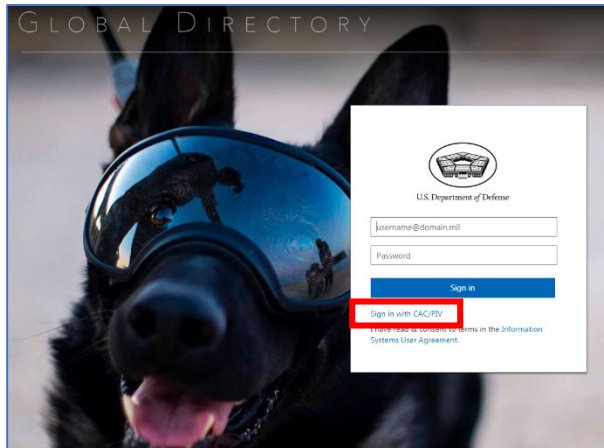 GLOBAL DIRECTORY
U.S. Department of Defense
username@domain.mil
Password
Sign in
Sign in with CAC/PIV
I have read & consent to terms in the Information
Systems User Agreement.